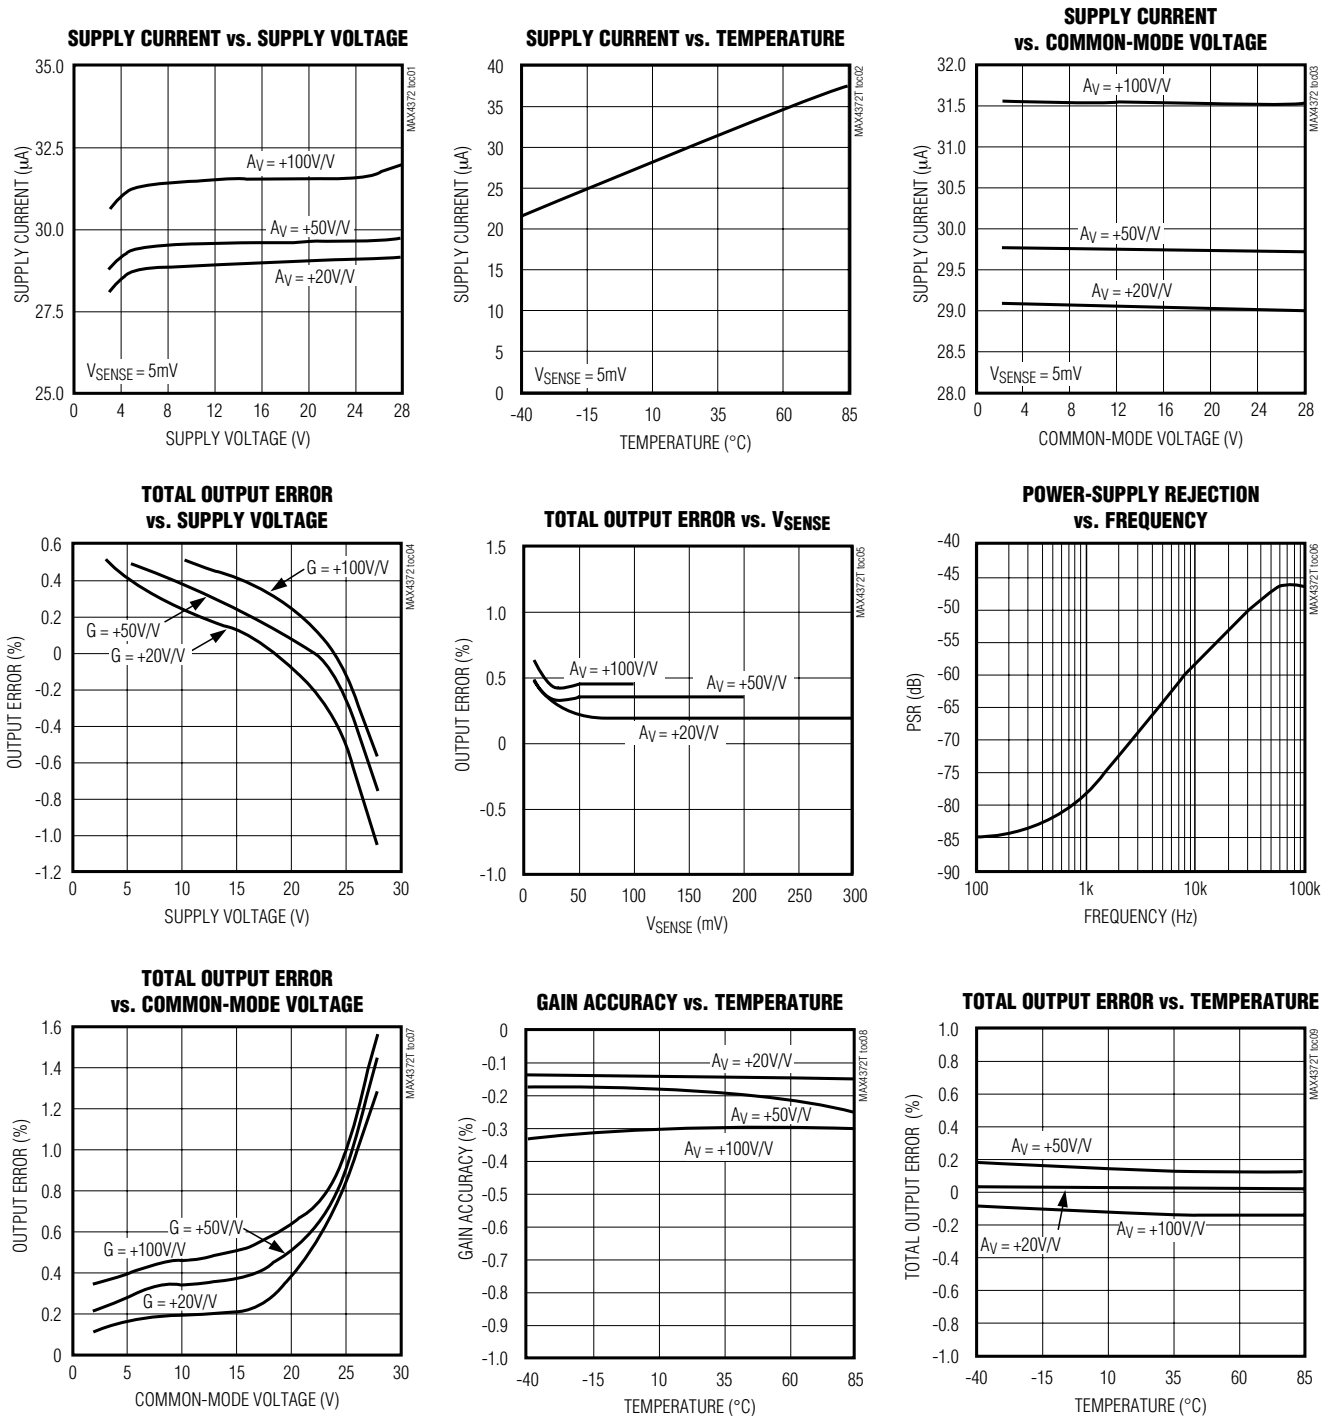 SUPPLY CURRENT vs. SUPPLY VOLTAGE
35.0
32.5
30.0
27.5
25.0
SUPPLY CURRENT (μA)
AV = +100V/V
AV = +50V/V
AV = +20V/V
VSENSE = 5mV
0 4 8 12 16 20 24 28
SUPPLY VOLTAGE (V)
MAX4372 toc01
SUPPLY CURRENT vs. TEMPERATURE
40
35
30
25
20
15
10
5
0
SUPPLY CURRENT (μA)
VSENSE = 5mV
-40 -15 10 35 60 85
TEMPERATURE (°C)
MAX4372T toc02
SUPPLY CURRENT
vs. COMMON-MODE VOLTAGE
32.0
31.5
31.0
30.5
30.0
29.5
29.0
28.5
28.0
SUPPLY CURRENT (μA)
AV = +100V/V
AV = +50V/V
AV = +20V/V
VSENSE = 5mV
0 4 8 12 16 20 24 28
COMMON-MODE VOLTAGE (V)
MAX4372 toc03
TOTAL OUTPUT ERROR
vs. SUPPLY VOLTAGE
0.6
0.4
0.2
0
-0.2
-0.4
-0.6
-0.8
-1.0
-1.2
OUTPUT ERROR (%)
G = +100V/V
G = +50V/V
G = +20V/V
0 5 10 15 20 25 30
SUPPLY VOLTAGE (V)
MAX4372 toc04
TOTAL OUTPUT ERROR vs. VSENSE
1.5
1.0
0.5
0
-0.5
-1.0
OUTPUT ERROR (%)
AV = +100V/V
AV = +50V/V
AV = +20V/V
0 50 100 150 200 250 300
VSENSE (mV)
MAX4372T toc05
POWER-SUPPLY REJECTION
vs. FREQUENCY
-40
-45
-50
-55
-60
-65
-70
-75
-80
-85
-90
PSR (dB)
100 1k 10k 100k
FREQUENCY (Hz)
MAX4372T toc06
TOTAL OUTPUT ERROR
vs. COMMON-MODE VOLTAGE
1.6
1.4
1.2
1.0
0.8
0.6
0.4
0.2
0
OUTPUT ERROR (%)
G = +50V/V
G = +100V/V
G = +20V/V
0 5 10 15 20 25 30
COMMON-MODE VOLTAGE (V)
MAX4372T toc07
GAIN ACCURACY vs. TEMPERATURE
0
-0.1
-0.2
-0.3
-0.4
-0.5
-0.6
-0.7
-0.8
-0.9
-1.0
GAIN ACCURACY (%)
AV = +20V/V
AV = +50V/V
AV = +100V/V
-40 -15 10 35 60 85
TEMPERATURE (°C)
MAX4372T toc08
TOTAL OUTPUT ERROR vs. TEMPERATURE
1.0
0.8
0.6
0.4
0.2
0
-0.2
-0.4
-0.6
-0.8
-1.0
TOTAL OUTPUT ERROR (%)
AV = +50V/V
AV = +100V/V
AV = +20V/V
-40 -15 10 35 60 85
TEMPERATURE (°C)
MAX4372T toc09